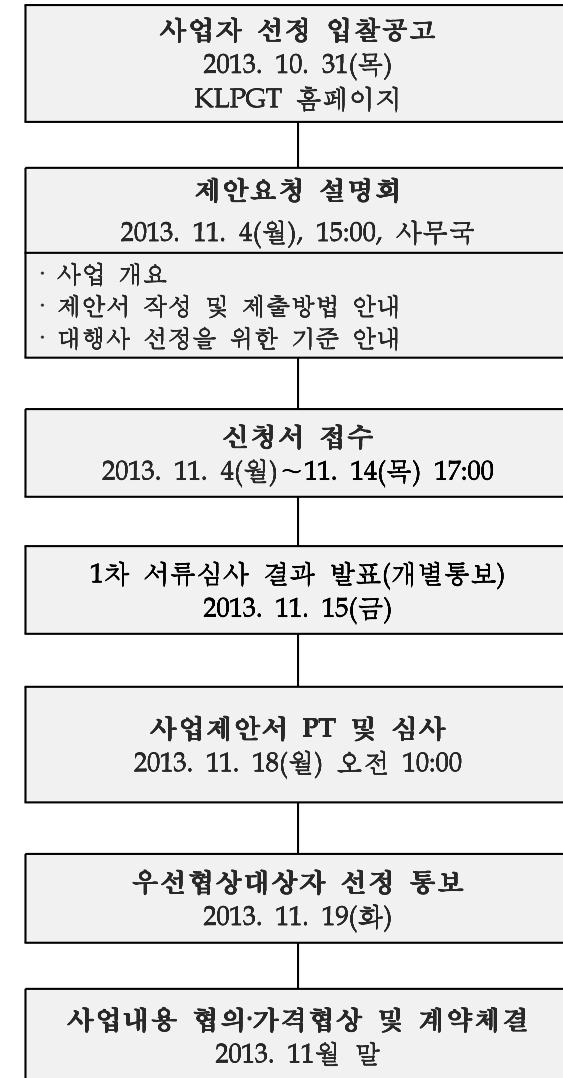 사업자 선정 입찰공고
2013. 10. 31(목)
KLPGT 홈페이지
제안요청 설명회
2013. 11. 4(월), 15:00, 사무국
· 사업 개요
· 제안서 작성 및 제출방법 안내
· 대행사 선정을 위한 기준 안내
신청서 접수
2013. 11. 4(월)~11. 14(목) 17:00
1차 서류심사 결과 발표(개별통보)
2013. 11. 15(금)
사업제안서 PT 및 심사
2013. 11. 18(월) 오전 10:00
우선협상대상자 선정 통보
2013. 11. 19(화)
사업내용 협의·가격협상 및 계약체결
2013. 11월 말